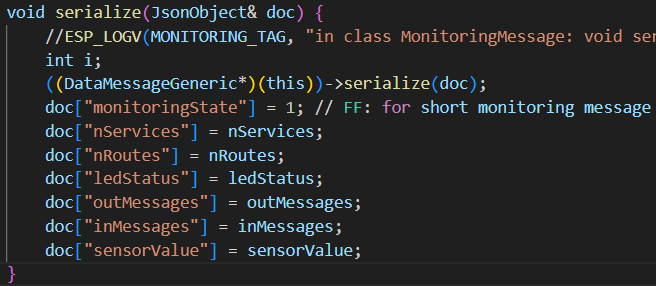 void serialize(JsonObject& doc) {
//ESP_LOGV(MONITORING_TAG, "in class MonitoringMessage: void
int i;
((DataMessageGeneric*)(this))->serialize(doc);
doc["monitoringState"] = 1; // FF: for short monitoring message
doc["nServices"] = nServices;
doc["nRoutes"] = nRoutes;
doc["ledStatus"] = ledStatus;
doc["outMessages"] = outMessages;
doc["inMessages"] = inMessages;
doc["sensorValue"] = sensorValue;
}